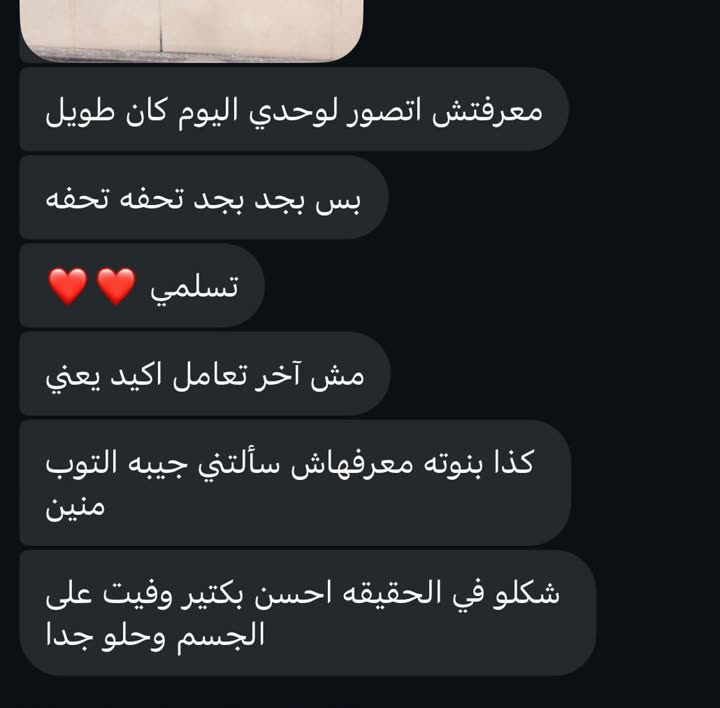 معرفتش اتصور لوحدي اليوم كان طويل
بس بجد بجد تحفه تحفه
تسلمي ❤️❤️
مش آخر تعامل اكيد يعني
كذا بنوته معرفهاش سألتني جيبه التوب
منين
شكلو في الحقيقه احسن بكتير وفيت على
الجسم وحلو جدا